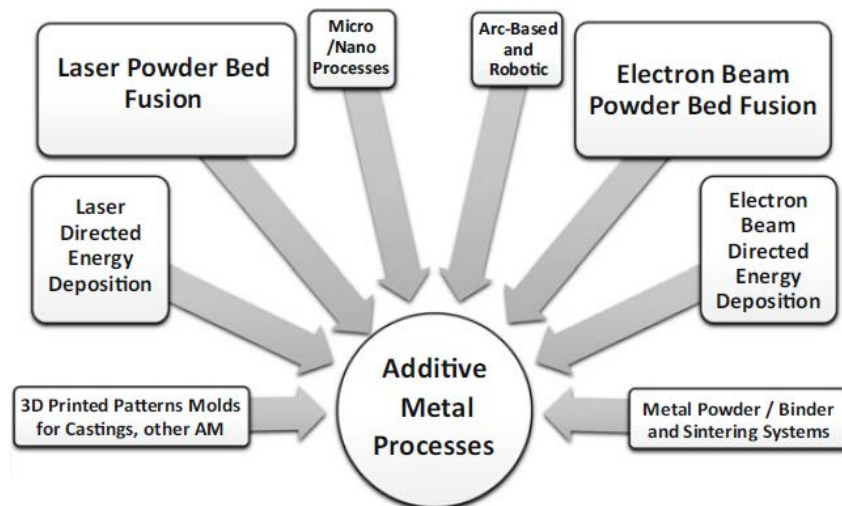 Laser Powder Bed
Fusion
Micro
/Nano
Processes
Arc-Based
and
Robotic
Electron Beam
Powder Bed Fusion
Laser
Directed
Energy
Deposition
Electron
Beam
Directed
Energy
Deposition
3D Printed Patterns Molds
for Castings, other AM
Additive
Metal
Processes
Metal Powder / Binder
and Sintering Systems